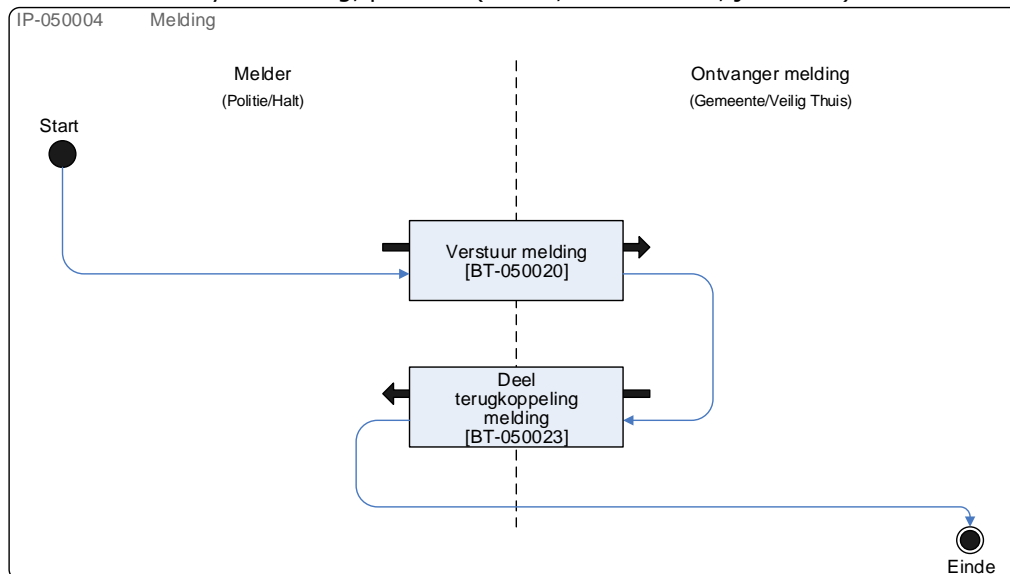 IP-050004 Melding
Melder
(Politie/Halt)
Ontvanger melding
(Gemeente/Veilig Thuis)
Start
Verstuur melding
[BT-050020]
Deel
terugkoppeling
melding
[BT-050023]
Einde